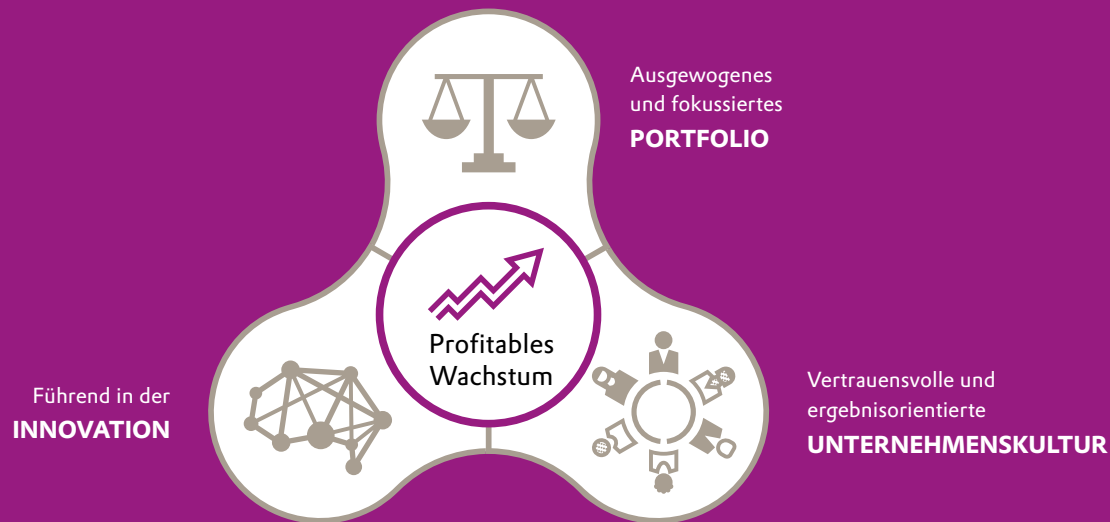 Ausgewogenes
und fokussiertes
PORTFOLIO
Profitables
Wachstum
Führend in der
INNOVATION
Vertrauensvolle und
ergebnisorientierte
UNTERNEHMENSKULTUR